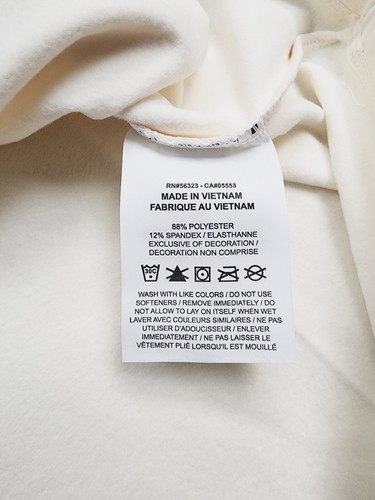 RN#56323 - CA#05553
MADE IN VIETNAM
FABRIQUE AU VIETNAM
88% POLYESTER
12% SPANDEX / ELASTHANNE
EXCLUSIVE OF DECORATION /
DECORATION NON COMPRISE
30C
WASH WITH LIKE COLORS / DO NOT USE
SOFTENERS / REMOVE IMMEDIATELY / DO
NOT ALLOW TO LAY ON ITSELF WHEN WET
LAVER AVEC COULEURS SIMILAIRES / NE PAS
UTILISER D'ADOUCISSEUR / ENLEVER
IMMEDIATEMENT / NE PAS LAISSER LE
VÊTEMENT PLIÉ LORSQU'IL EST MOUILLÉ